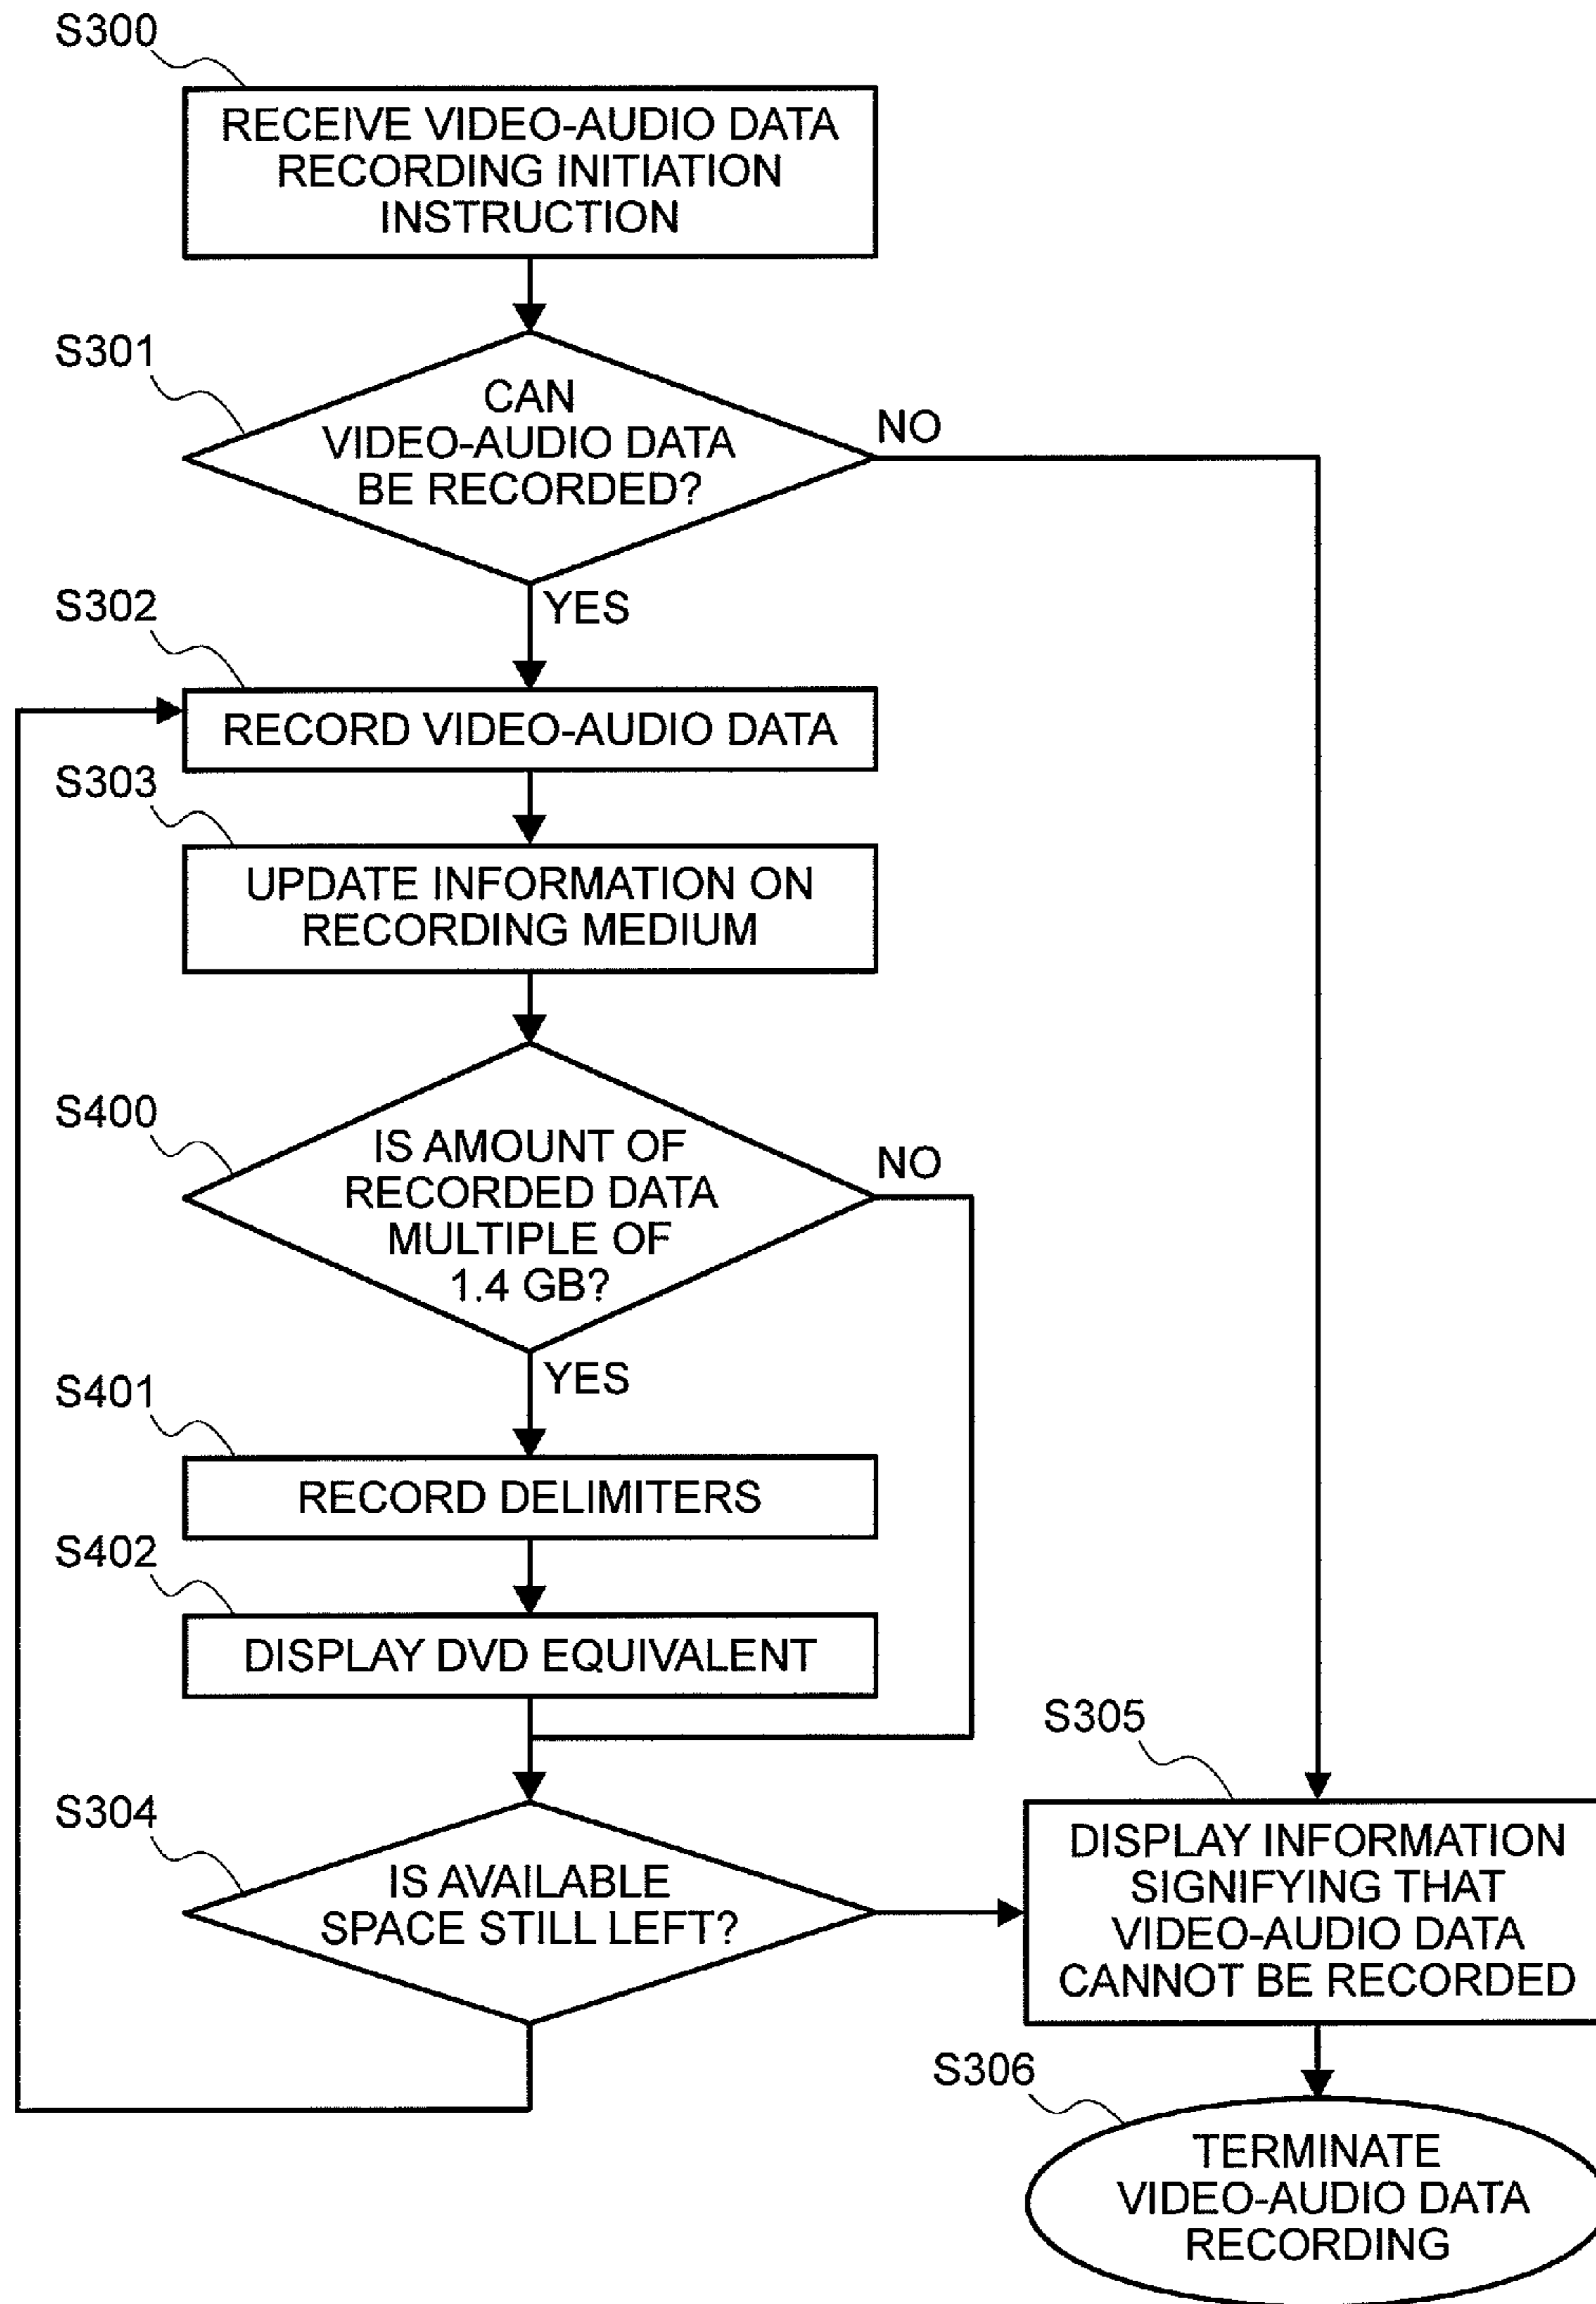 S300
RECEIVE VIDEO-AUDIO DATA
RECORDING INITIATION
INSTRUCTION
S301
CAN
VIDEO-AUDIO DATA
BE RECORDED?
NO
YES
S302
RECORD VIDEO-AUDIO DATA
S303
UPDATE INFORMATION ON
RECORDING MEDIUM
S400
IS AMOUNT OF
RECORDED DATA
MULTIPLE OF
1.4 GB?
NO
YES
S401
RECORD DELIMITERS
S402
DISPLAY DVD EQUIVALENT
S304
IS AVAILABLE
SPACE STILL LEFT?
S305
DISPLAY INFORMATION
SIGNIFYING THAT
VIDEO-AUDIO DATA
CANNOT BE RECORDED
S306
TERMINATE
VIDEO-AUDIO DATA
RECORDING